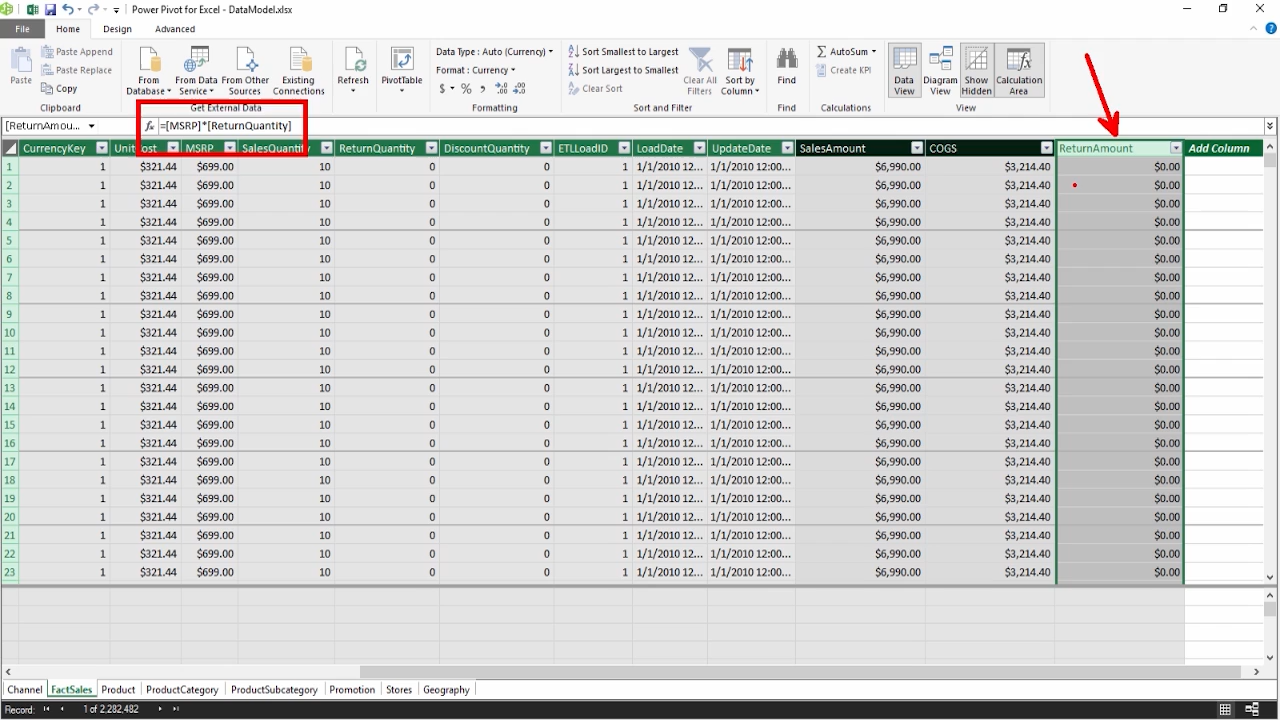 Power Pivot for Excel - DataModel.xlsx
File Home Design Advanced
Paste
Paste Append
Paste Replace
Copy
Clipboard
From Database
From Data Service
From Other Sources
Existing Connections
Get External Data
Refresh
PivotTable
Data Type : Auto (Currency)
Format : Currency
$ % , .00 .00
Formatting
Sort Smallest to Largest
Sort Largest to Smallest
Clear Sort
Clear All Filters
Sort by Column
Sort and Filter
Find
Find
AutoSum
Create KPI
Calculations
Data View
Diagram View
Show Hidden
Calculation Area
View
[ReturnAmou... fx =[MSRP]*[ReturnQuantity]
CurrencyKey MSRP SalesQuantity ReturnQuantity DiscountQuantity ETLLoadID LoadDate UpdateDate SalesAmount COGS ReturnAmount Add Column
1 1 $321.44 $699.00 10 0 0 1 1/1/2010 12... 1/1/2010 12:00... $6,990.00 $3,214.40 $0.00
2 1 $321.44 $699.00 10 0 0 1 1/1/2010 12... 1/1/2010 12:00... $6,990.00 $3,214.40 $0.00
3 1 $321.44 $699.00 10 0 0 1 1/1/2010 12... 1/1/2010 12:00... $6,990.00 $3,214.40 $0.00
4 1 $321.44 $699.00 10 0 0 1 1/1/2010 12... 1/1/2010 12:00... $6,990.00 $3,214.40 $0.00
5 1 $321.44 $699.00 10 0 0 1 1/1/2010 12... 1/1/2010 12:00... $6,990.00 $3,214.40 $0.00
6 1 $321.44 $699.00 10 0 0 1 1/1/2010 12... 1/1/2010 12:00... $6,990.00 $3,214.40 $0.00
7 1 $321.44 $699.00 10 0 0 1 1/1/2010 12... 1/1/2010 12:00... $6,990.00 $3,214.40 $0.00
8 1 $321.44 $699.00 10 0 0 1 1/1/2010 12... 1/1/2010 12:00... $6,990.00 $3,214.40 $0.00
9 1 $321.44 $699.00 10 0 0 1 1/1/2010 12... 1/1/2010 12:00... $6,990.00 $3,214.40 $0.00
10 1 $321.44 $699.00 10 0 0 1 1/1/2010 12... 1/1/2010 12:00... $6,990.00 $3,214.40 $0.00
11 1 $321.44 $699.00 10 0 0 1 1/1/2010 12... 1/1/2010 12:00... $6,990.00 $3,214.40 $0.00
12 1 $321.44 $699.00 10 0 0 1 1/1/2010 12... 1/1/2010 12:00... $6,990.00 $3,214.40 $0.00
13 1 $321.44 $699.00 10 0 0 1 1/1/2010 12... 1/1/2010 12:00... $6,990.00 $3,214.40 $0.00
14 1 $321.44 $699.00 10 0 0 1 1/1/2010 12... 1/1/2010 12:00... $6,990.00 $3,214.40 $0.00
15 1 $321.44 $699.00 10 0 0 1 1/1/2010 12... 1/1/2010 12:00... $6,990.00 $3,214.40 $0.00
16 1 $321.44 $699.00 10 0 0 1 1/1/2010 12... 1/1/2010 12:00... $6,990.00 $3,214.40 $0.00
17 1 $321.44 $699.00 10 0 0 1 1/1/2010 12... 1/1/2010 12:00... $6,990.00 $3,214.40 $0.00
18 1 $321.44 $699.00 10 0 0 1 1/1/2010 12... 1/1/2010 12:00... $6,990.00 $3,214.40 $0.00
19 1 $321.44 $699.00 10 0 0 1 1/1/2010 12... 1/1/2010 12:00... $6,990.00 $3,214.40 $0.00
20 1 $321.44 $699.00 10 0 0 1 1/1/2010 12... 1/1/2010 12:00... $6,990.00 $3,214.40 $0.00
21 1 $321.44 $699.00 10 0 0 1 1/1/2010 12... 1/1/2010 12:00... $6,990.00 $3,214.40 $0.00
22 1 $321.44 $699.00 10 0 0 1 1/1/2010 12... 1/1/2010 12:00... $6,990.00 $3,214.40 $0.00
23 1 $321.44 $699.00 10 0 0 1 1/1/2010 12... 1/1/2010 12:00... $6,990.00 $3,214.40 $0.00
Channel FactSales Product ProductCategory ProductSubcategory Promotion Stores Geography
Record: 1 of 2,282,482